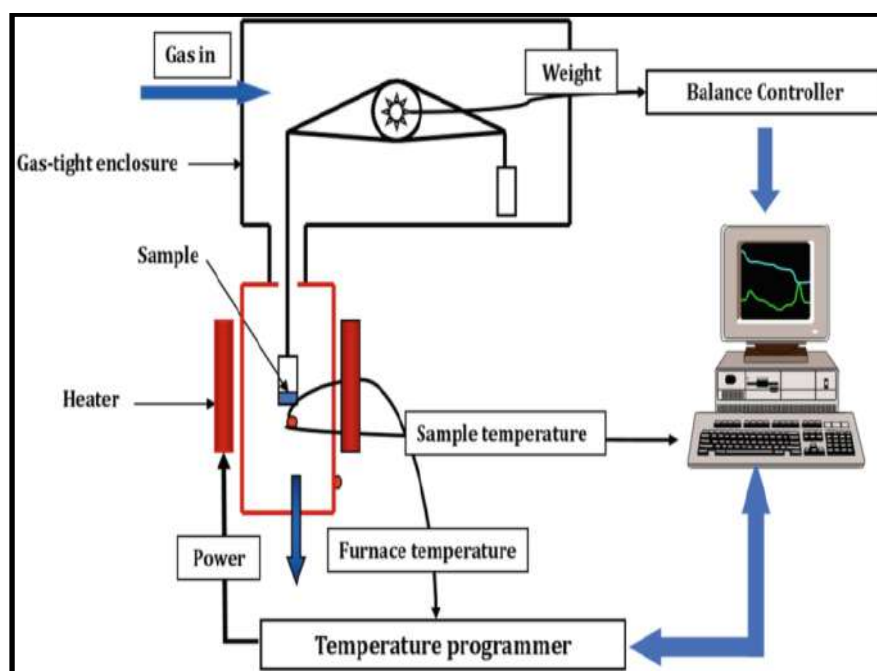 Gas in
Weight
Balance Controller
Gas-tight enclosure
Sample
Heater
Sample temperature
Furnace temperature
Power
Temperature programmer